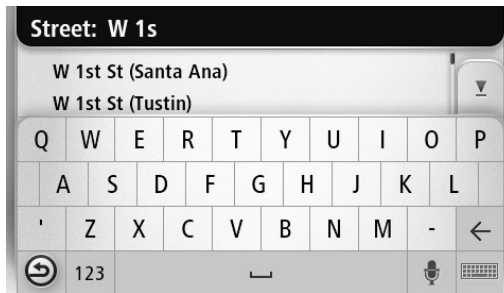 Street: W 1s
W 1st St (Santa Ana)
W 1st St (Tustin)
Q W E R T Y U I O P
A S D F G H J K L
' Z X C V B N M -
123